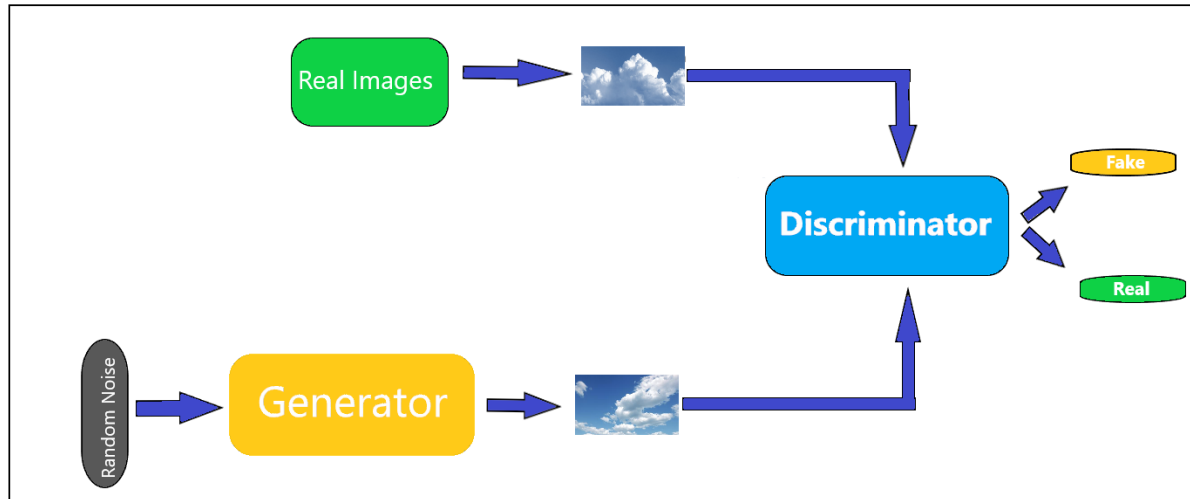 Real Images
Fake
Discriminator
Real
Random Noise
Generator